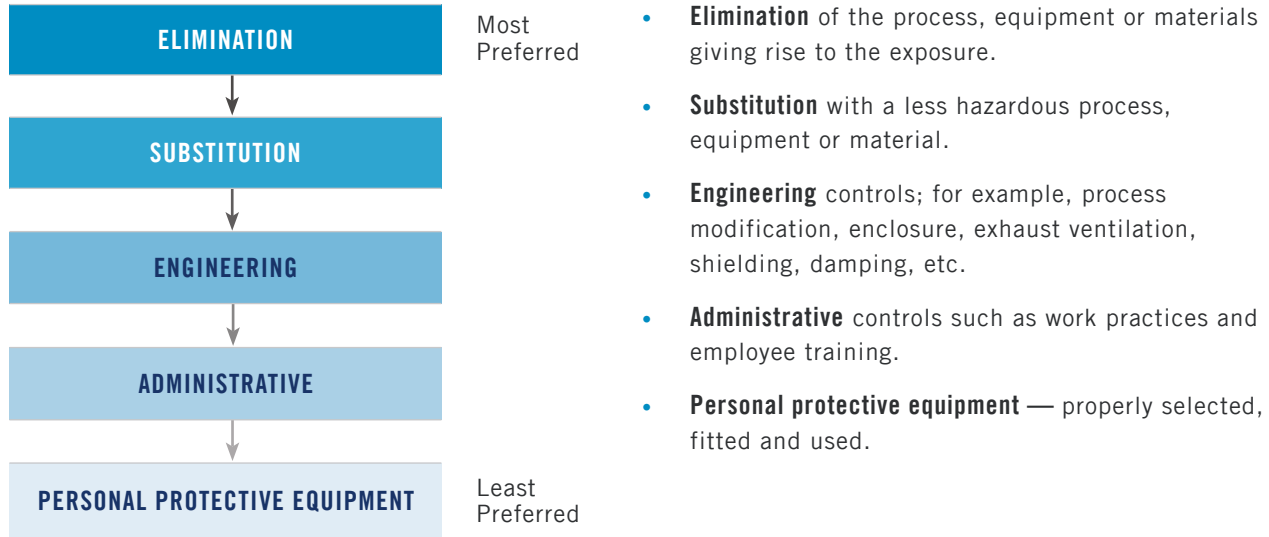 ELIMINATION
SUBSTITUTION
ENGINEERING
ADMINISTRATIVE
PERSONAL PROTECTIVE EQUIPMENT
Most
Preferred
Least
Preferred
• Elimination of the process, equipment or materials
giving rise to the exposure.
• Substitution with a less hazardous process,
equipment or material.
• Engineering controls; for example, process
modification, enclosure, exhaust ventilation,
shielding, damping, etc.
• Administrative controls such as work practices and
employee training.
• Personal protective equipment — properly selected,
fitted and used.